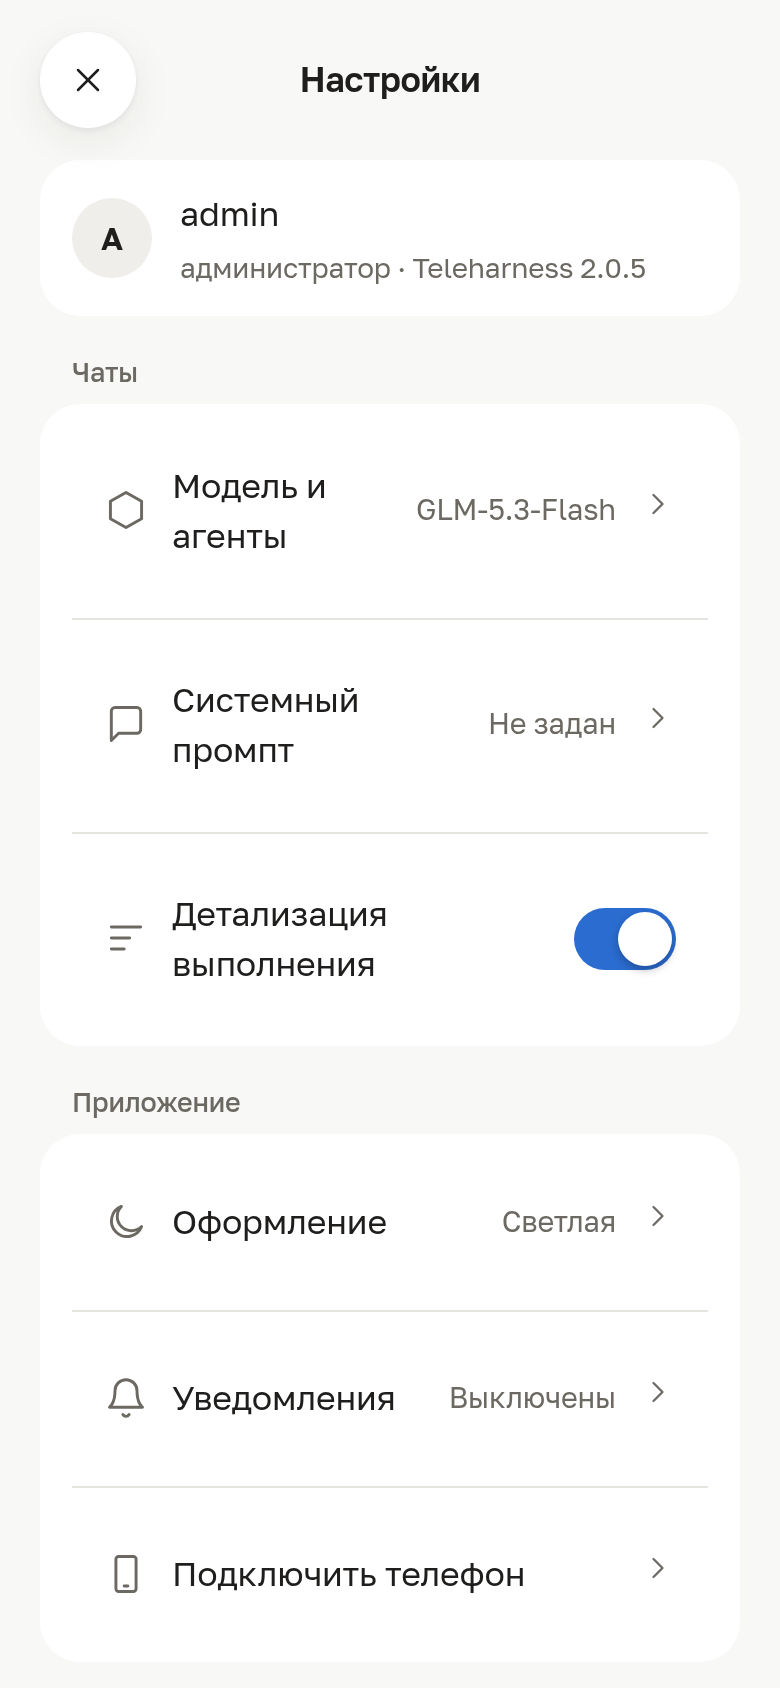 Настройки
A
admin
администратор · Teleharness 2.0.5
Чаты
Модель и
агенты
GLM-5.3-Flash
Системный
промпт
Не задан
Детализация
выполнения
Приложение
Оформление
Светлая
Уведомления
Выключены
Подключить телефон